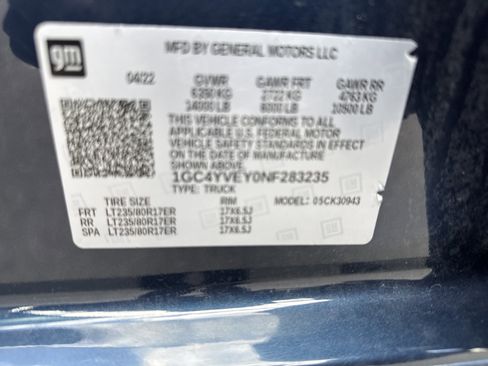 gm
MFD BY GENERAL MOTORS LLC
04/22 GVWR GAWR FRT GAWR RR
6350 KG 2722 KG 4763 KG
14000 LB 6000 LB 10500 LB
THIS VEHICLE CONFORMS TO ALL
APPLICABLE U.S. FEDERAL MOTOR
VEHICLE SAFETY STANDARDS IN
EFFECT ON THE DATE OF
MANUFACTURE SHOWN ABOVE.
1GC4YVEY0NF283235
TYPE: TRUCK
TIRE SIZE RIM MODEL: 05CK30943
FRT LT235/80R17ER 17X6.5J
RR LT235/80R17ER 17X6.5J
SPA LT235/80R17ER 17X6.5J